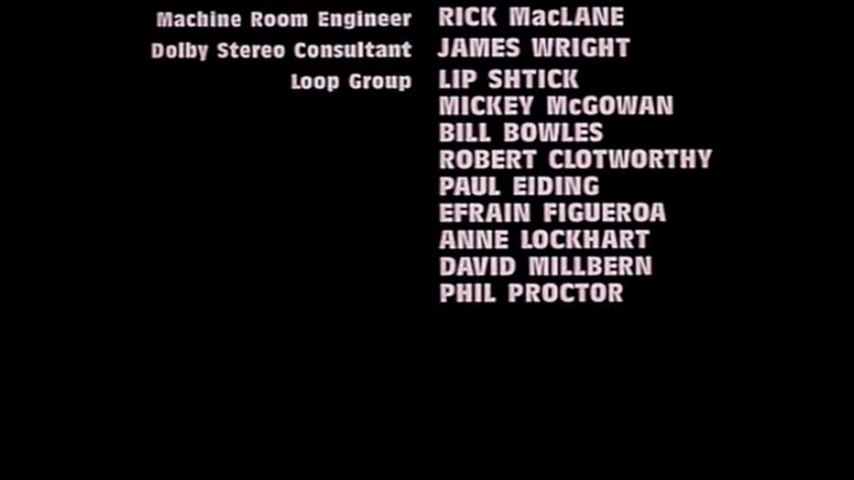 Machine Room Engineer RICK MacLANE
Dolby Stereo Consultant JAMES WRIGHT
Loop Group LIP SHTICK
MICKEY McGOWAN
BILL BOWLES
ROBERT CLOTWORTHY
PAUL EIDING
EFRAIN FIGUEROA
ANNE LOCKHART
DAVID MILLBERN
PHIL PROCTOR